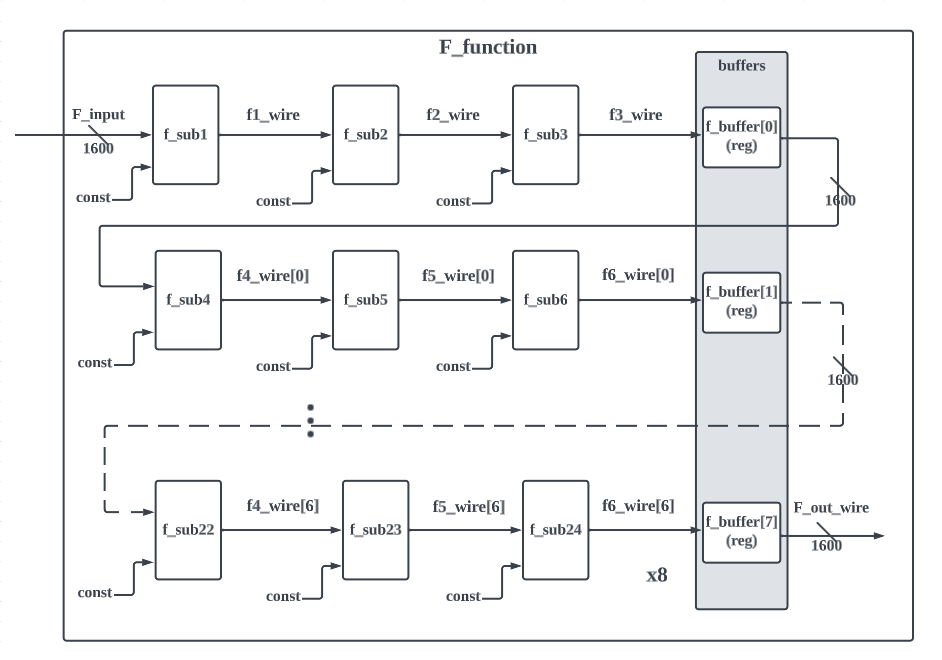 F_function
buffers
F_input
1600
const
f_sub1
f1_wire
const
f_sub2
f2_wire
const
f_sub3
f3_wire
f_buffer[0]
(reg)
1600
const
f_sub4
f4_wire[0]
const
f_sub5
f5_wire[0]
const
f_sub6
f6_wire[0]
f_buffer[1]
(reg)
1600
const
f_sub22
f4_wire[6]
const
f_sub23
f5_wire[6]
const
f_sub24
f6_wire[6]
x8
f_buffer[7]
(reg)
F_out_wire
1600